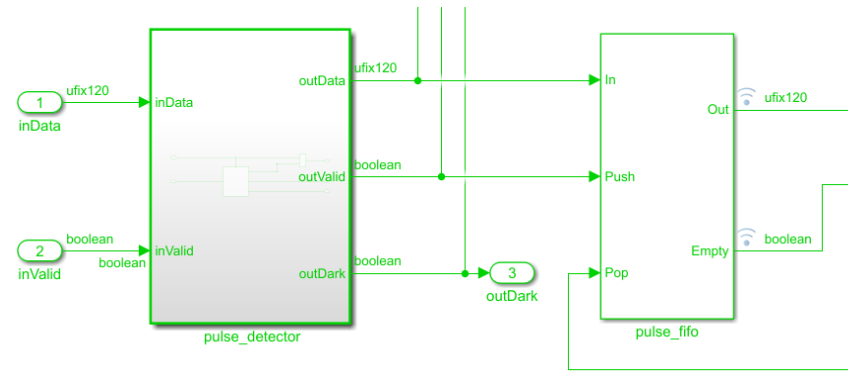 1
ufix120
inData
inData
2
boolean
boolean
inValid
inValid
outData
ufix120
outValid
boolean
outDark
boolean
pulse_detector
3
outDark
In
Push
Pop
Out
ufix120
Empty
boolean
pulse_fifo